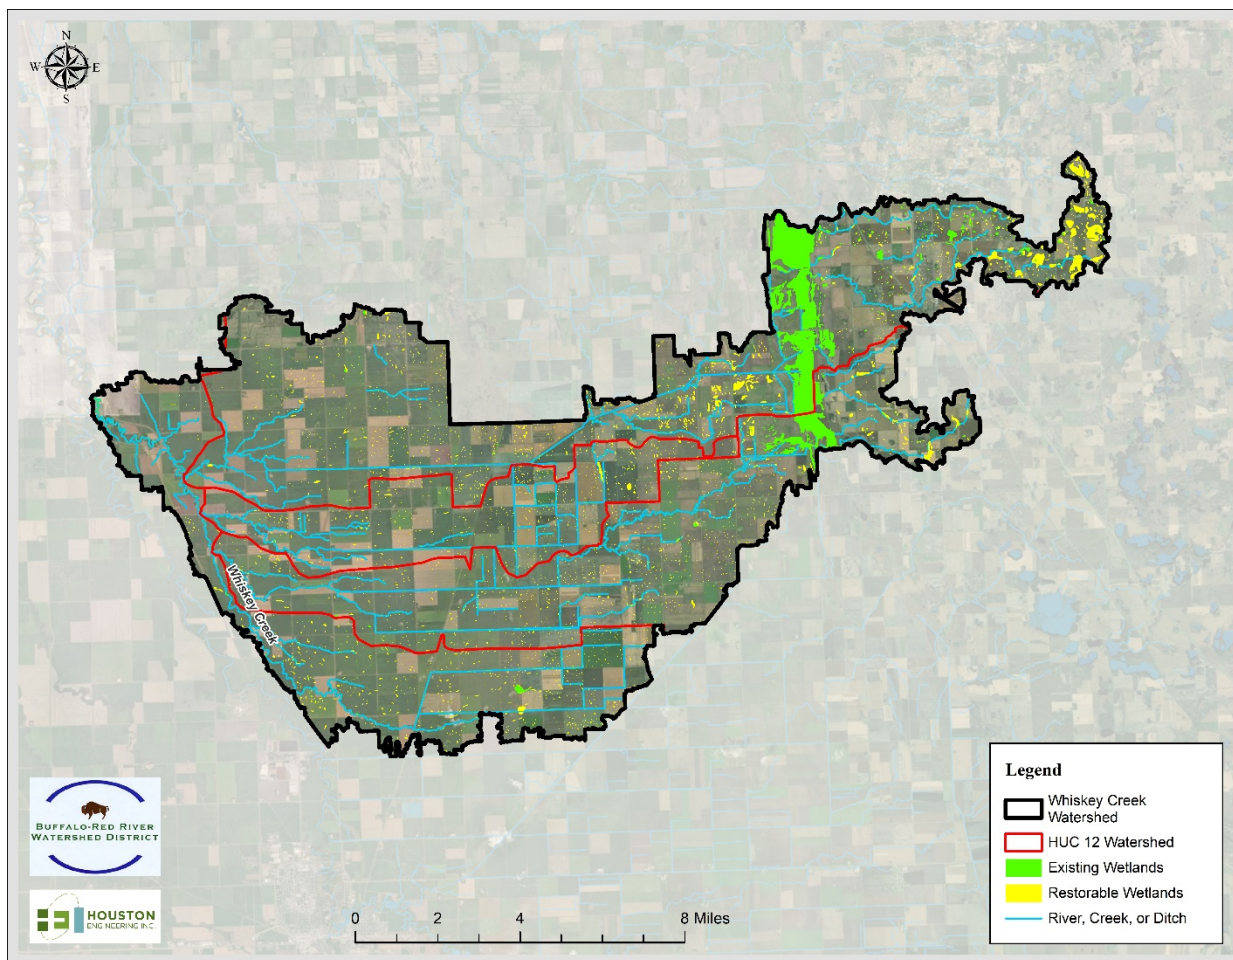 N
W
E
S
Whiskey Creek
BUFFALO-RED RIVER
WATERSHED DISTRICT
HOUSTON
ENGINEERING INC.
0
2
4
8 Miles
Legend
Whiskey Creek
Watershed
HUC 12 Watershed
Existing Wetlands
Restorable Wetlands
River, Creek, or Ditch